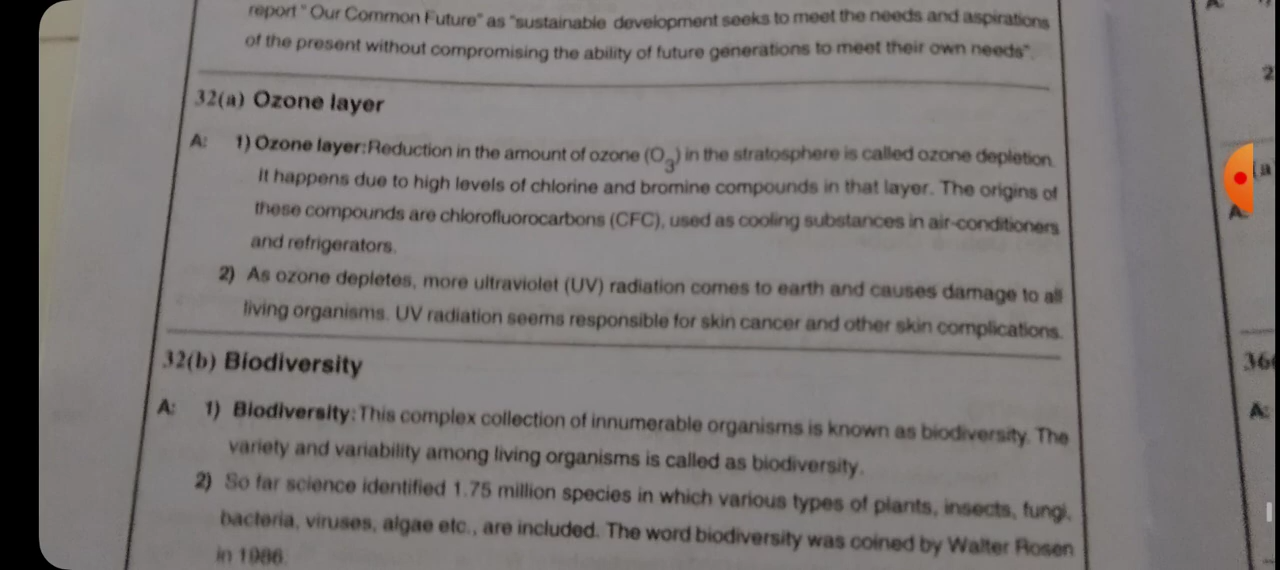 report " Our Common Future" as "sustainable development seeks to meet the needs and aspirations
of the present without compromising the ability of future generations to meet their own needs".
32(a) Ozone layer
A: 1) Ozone layer:Reduction in the amount of ozone (O3) in the stratosphere is called ozone depletion.
It happens due to high levels of chlorine and bromine compounds in that layer. The origins of
these compounds are chlorofluorocarbons (CFC), used as cooling substances in air-conditioners
and refrigerators.
2) As ozone depletes, more ultraviolet (UV) radiation comes to earth and causes damage to all
living organisms. UV radiation seems responsible for skin cancer and other skin complications.
32(b) Biodiversity
A: 1) Biodiversity:This complex collection of innumerable organisms is known as biodiversity. The
variety and variability among living organisms is called as biodiversity.
2) So far science identified 1.75 million species in which various types of plants, insects, fungi,
bacteria, viruses, algae etc., are included. The word biodiversity was coined by Walter Rosen
in 1986.
2
A:
36
A: